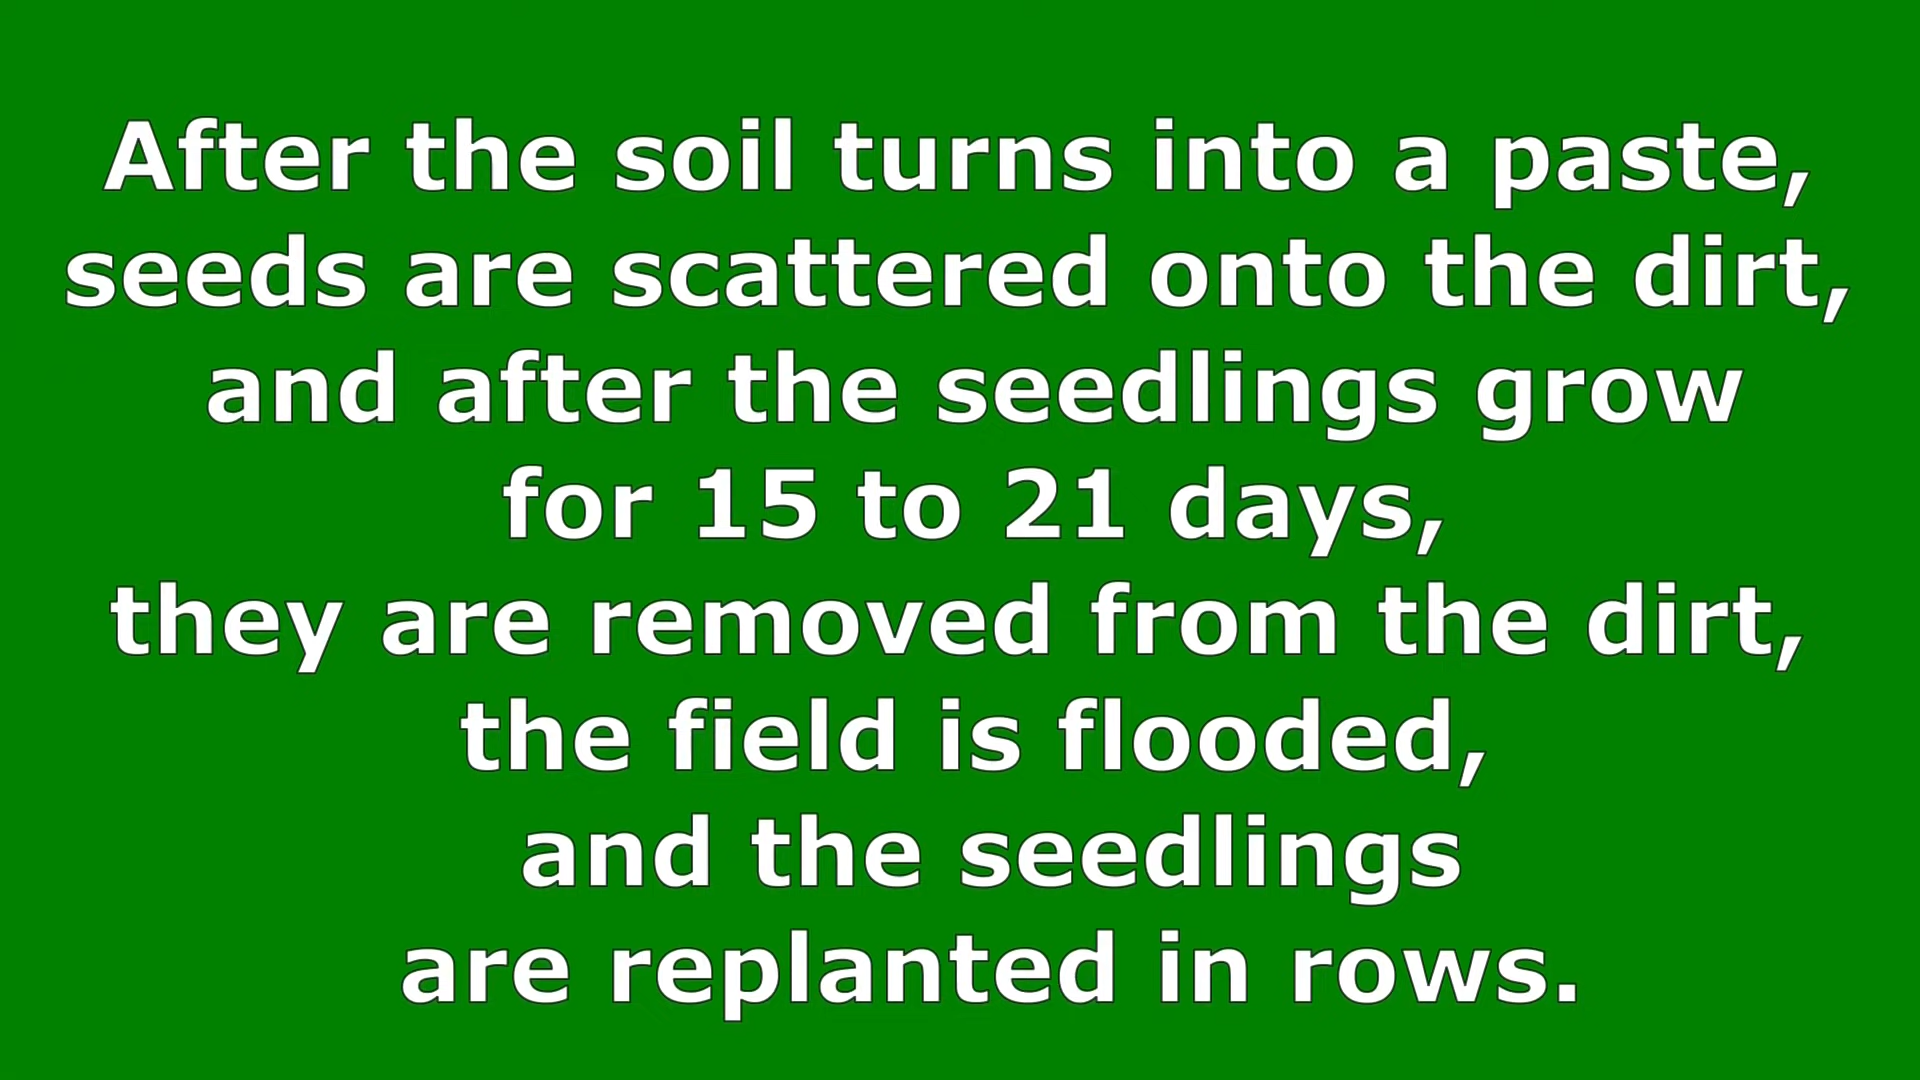 After the soil turns into a paste,
seeds are scattered onto the dirt,
and after the seedlings grow
for 15 to 21 days,
they are removed from the dirt,
the field is flooded,
and the seedlings
are replanted in rows.